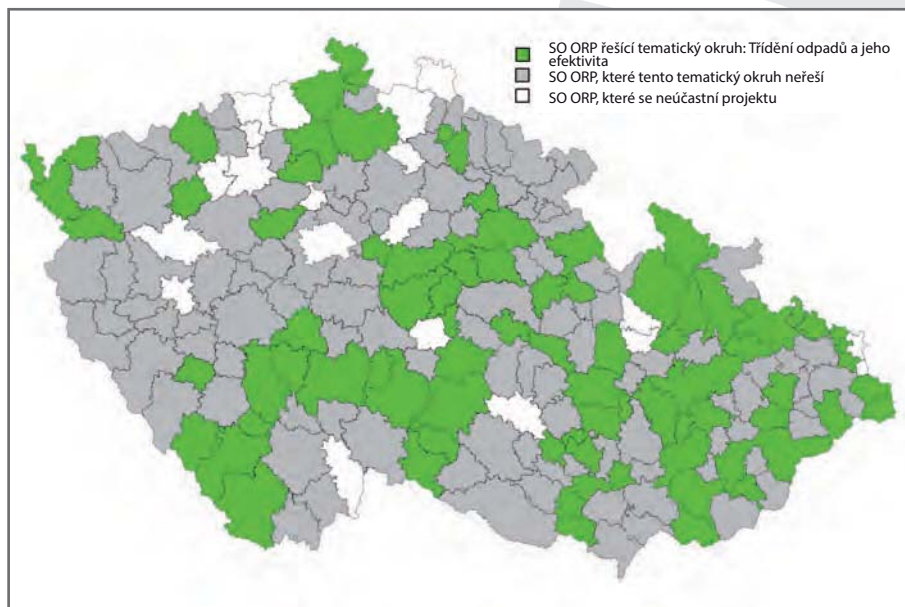 SO ORP řešící tematický okruh: Třídění odpadů a jeho
efektivita
SO ORP, které tento tematický okruh neřeší
SO ORP, které se neúčastní projektu